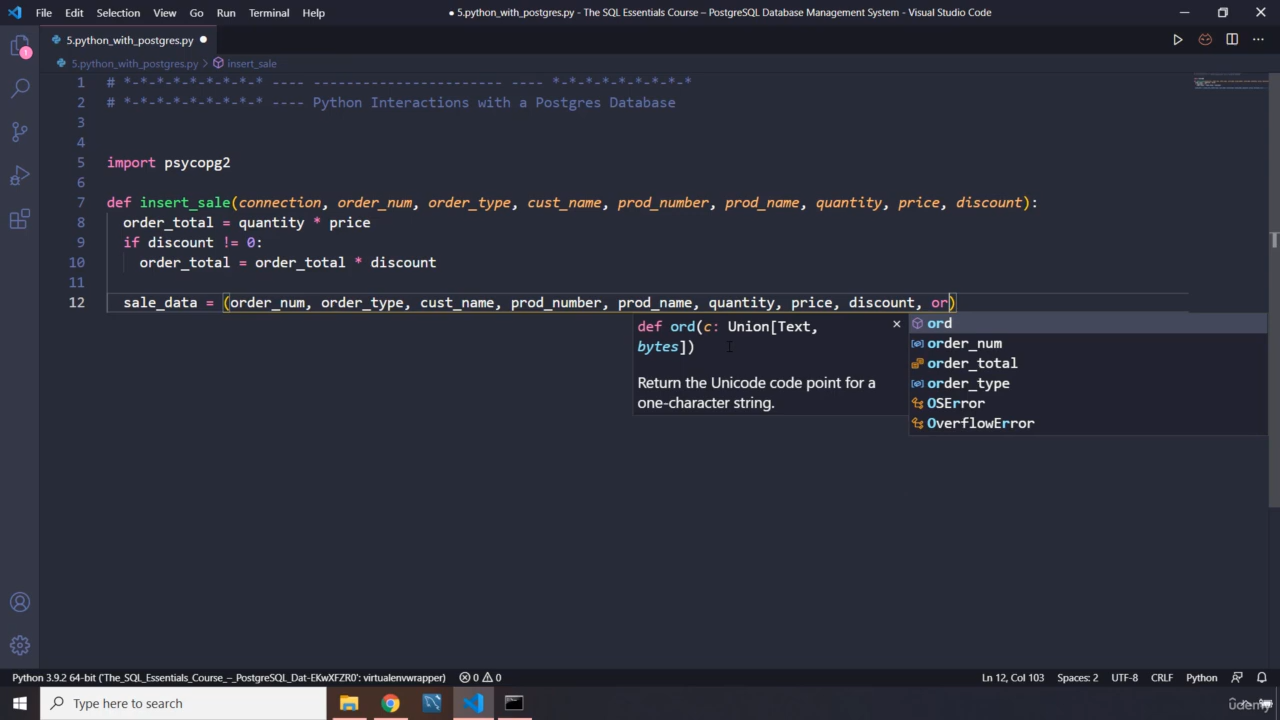 File Edit Selection View Go Run Terminal Help
● 5.python_with_postgres.py - The SQL Essentials Course – PostgreSQL Database Management System - Visual Studio Code
5.python_with_postgres.py ●
5.python_with_postgres.py > insert_sale
1
1 # *-*-*-*-*-*-*-* ---- ----------------------- ---- *-*-*-*-*-*-*-*
2 # *-*-*-*-*-*-*-* ---- Python Interactions with a Postgres Database
3
4
5 import psycopg2
6
7 def insert_sale(connection, order_num, order_type, cust_name, prod_number, prod_name, quantity, price, discount):
8 order_total = quantity * price
9 if discount != 0:
10 order_total = order_total * discount
11
12 sale_data = (order_num, order_type, cust_name, prod_number, prod_name, quantity, price, discount, or)
def ord(c: Union[Text,
bytes])
Return the Unicode code point for a
one-character string.
ord
order_num
order_total
order_type
OSError
OverflowError
Python 3.9.2 64-bit ('The_SQL_Essentials_Course_–_PostgreSQL_Dat-EKwXFZR0': virtualenvwrapper) 0 0 Ln 12, Col 103 Spaces: 2 UTF-8 CRLF Python
Type here to search
udemy